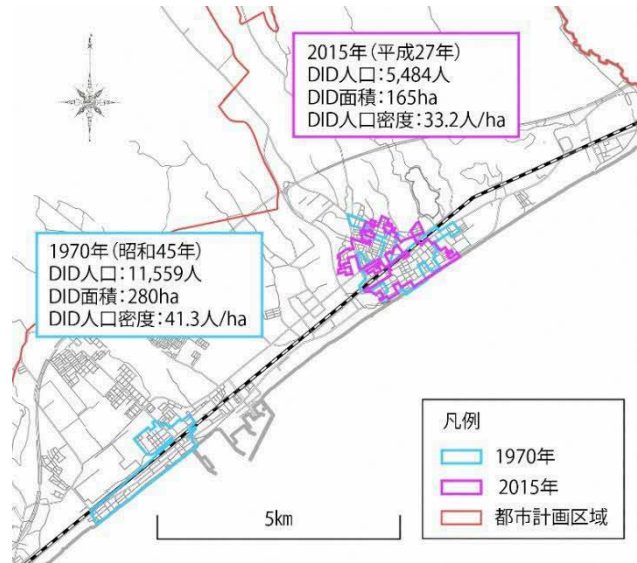 2015年(平成27年)
DID人口:5,484人
DID面積:165ha
DID人口密度:33.2人/ha
1970年(昭和45年)
DID人口:11,559人
DID面積:280ha
DID人口密度:41.3人/ha
凡例
1970年
2015年
都市計画区域
5km